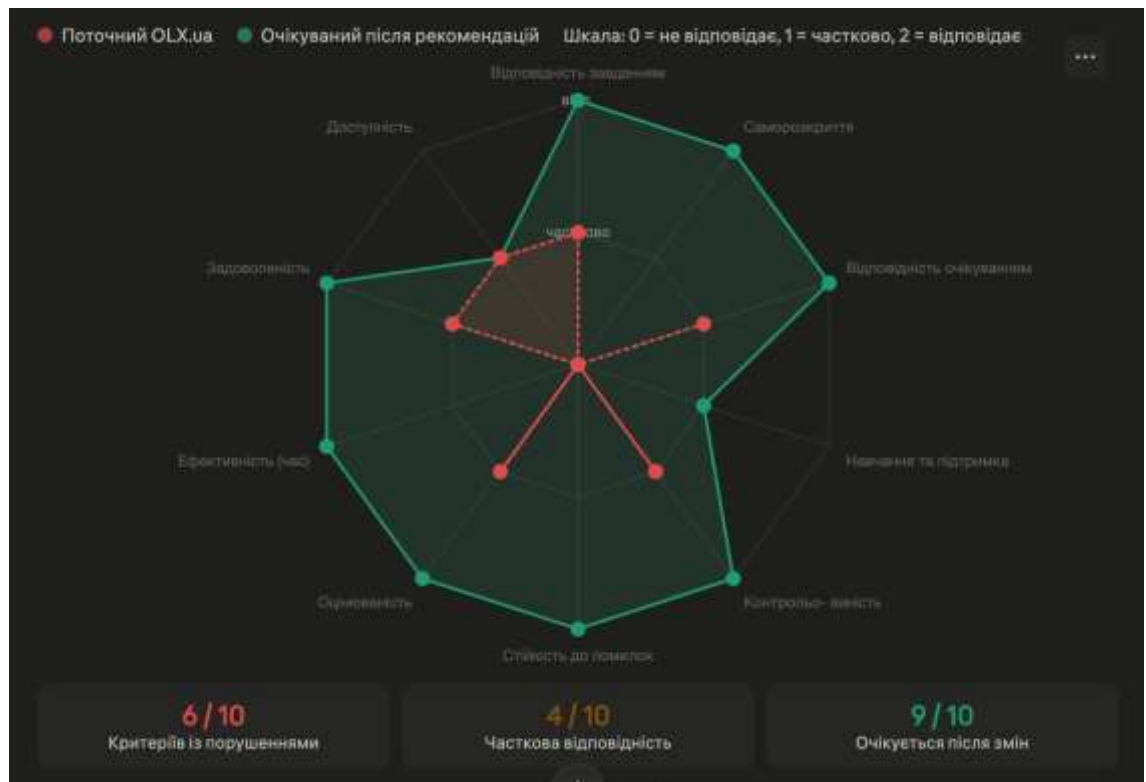 Поточний OLX.ua Очікуваний після рекомендацій Шкала: 0 = не відповідає, 1 = частково, 2 = відповідає
Відповідність завданням
Доступність
Саморозкриття
частково
Задоволеність
Відповідність очікуванням
Ефективність (час)
Навчання та підтримка
Оцінюваність
Контрольо- ваність
Стійкість до помилок
6 / 10
Критеріїв із порушеннями
4 / 10
Часткова відповідність
9 / 10
Очікується після змін